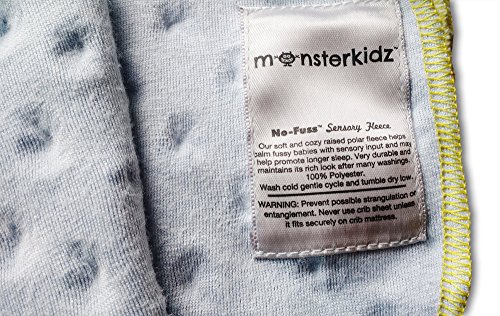 monsterkidz™
No-Fuss™ Sensory Fleece
Our soft and cozy raised polar fleece helps
calm fussy babies with sensory input and may
help promote longer sleep. Very durable and
maintains its rich look after many washings.
100% Polyester.
Wash cold gentle cycle and tumble dry low.
WARNING: Prevent possible strangulation or
entanglement. Never use crib sheet unless
it fits securely on crib mattress.